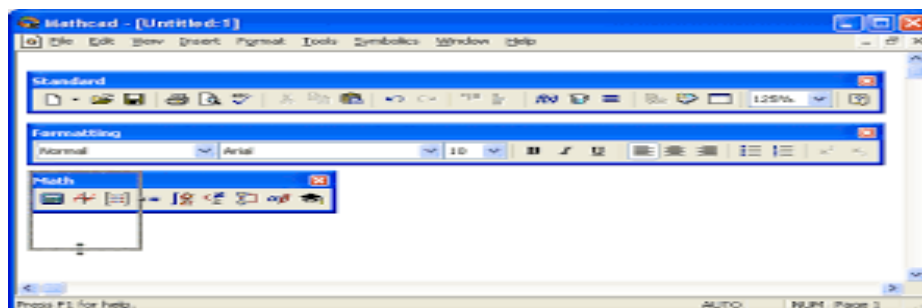 Mathcad - [Untitled:1]
File Edit View Insert Format Tools Symbolics Window Help
Standard
125%
Formatting
Normal Arial 10 B I U
Math
Press F1 for help. AUTO NUM Page 1